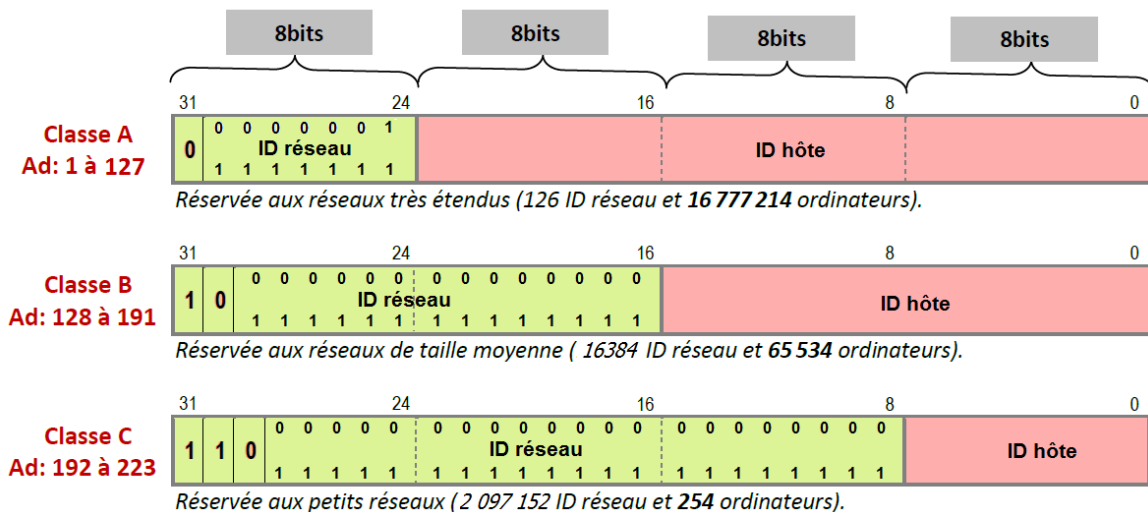 8bits 8bits 8bits 8bits
31 24 16 8 0
Classe A
Ad: 1 à 127
0 0 0 0 0 0 1
0 ID réseau ID hôte
1 1 1 1 1 1 1
Réservée aux réseaux très étendus (126 ID réseau et 16 777 214 ordinateurs).
31 24 16 8 0
Classe B
Ad: 128 à 191
0 0 0 0 0 0 0 0 0 0 0 0 0 0
1 0 ID réseau ID hôte
1 1 1 1 1 1 1 1 1 1 1 1 1 1
Réservée aux réseaux de taille moyenne ( 16384 ID réseau et 65 534 ordinateurs).
31 24 16 8 0
Classe C
Ad: 192 à 223
0 0 0 0 0 0 0 0 0 0 0 0 0 0 0 0 0 0 0 0 0
1 1 0 ID réseau ID hôte
1 1 1 1 1 1 1 1 1 1 1 1 1 1 1 1 1 1 1 1 1
Réservée aux petits réseaux (2 097 152 ID réseau et 254 ordinateurs).